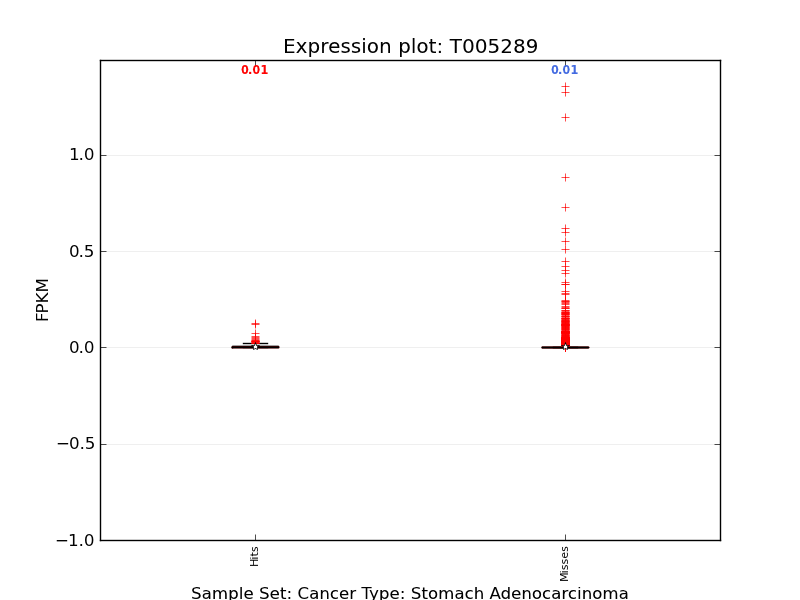 Expression plot: T005289
0.01
0.01
1.0
0.5
0.0
−0.5
−1.0
FPKM
Hits
Misses
Sample Set: Cancer Type: Stomach Adenocarcinoma